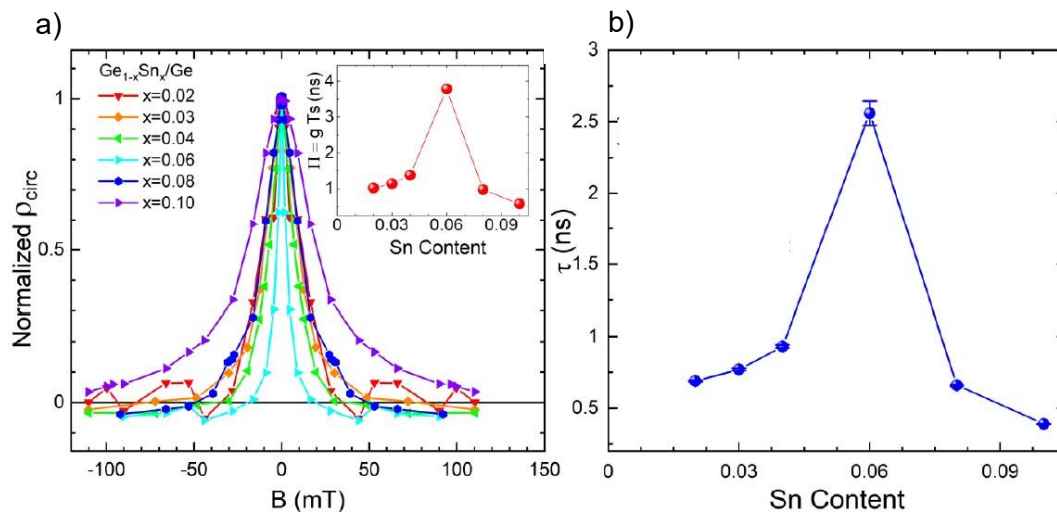 a)
Ge1-xSnx/Ge
x=0.02
x=0.03
x=0.04
x=0.06
x=0.08
x=0.10
Normalized ρcirc
1
0.5
0
-100
-50
0
50
100
150
B (mT)
Π = g Ts (ns)
4
3
2
1
0
0.03
0.06
0.09
Sn Content
b)
τ (ns)
3
2.5
2
1.5
1
0.5
0
0
0.03
0.06
0.09
Sn Content